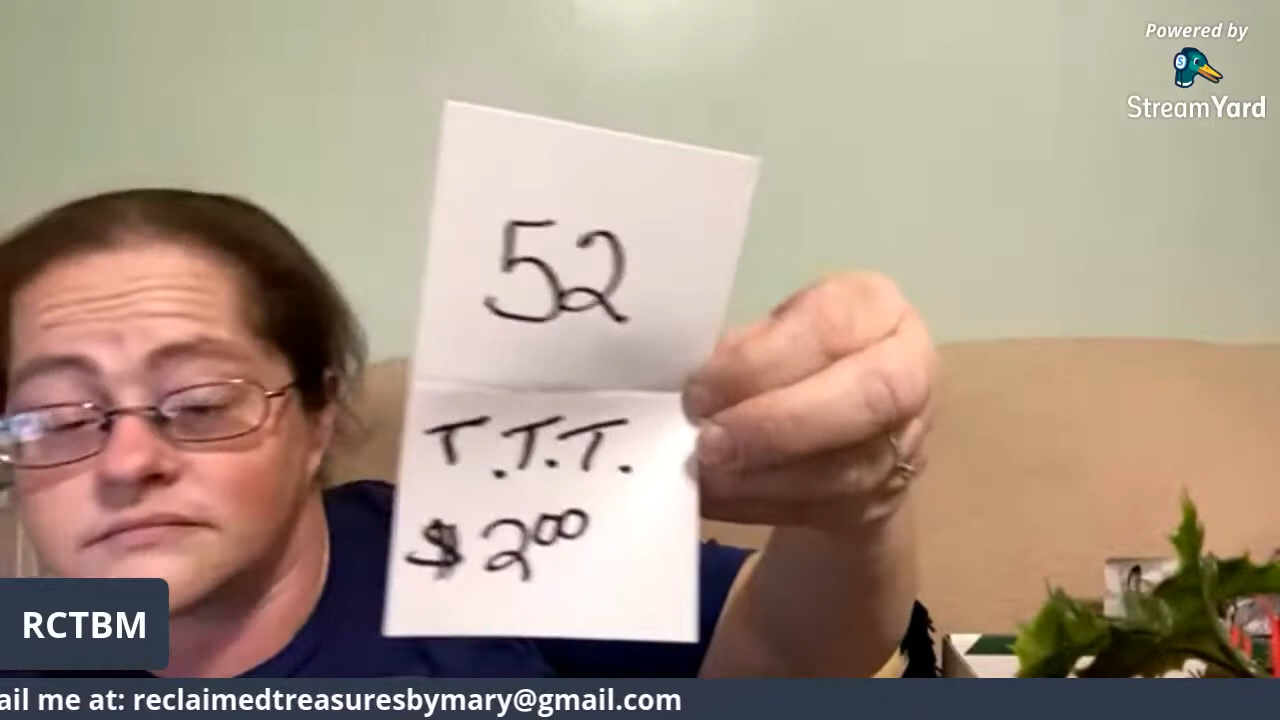 Powered by
StreamYard
52
T.T.T.
$2⁰⁰
RCTBM
ail me at: reclaimedtreasuresbymary@gmail.com